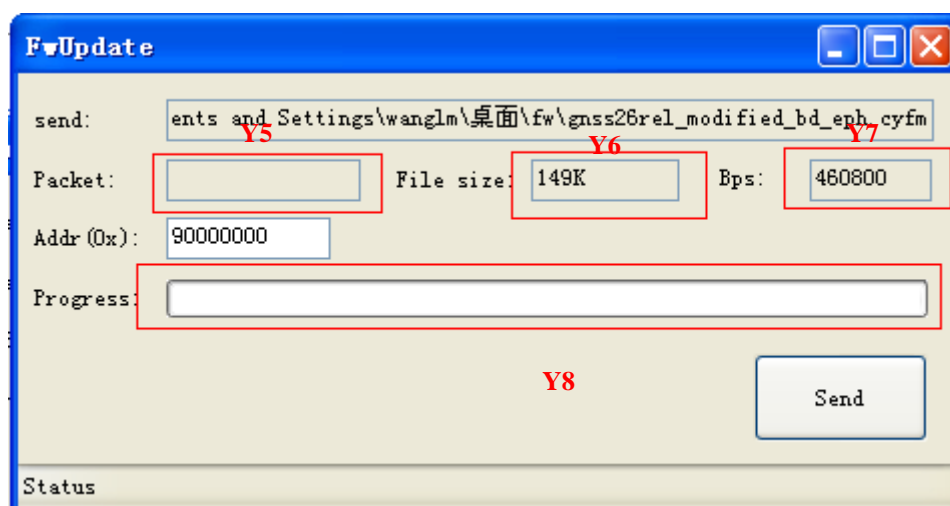 FwUpdate
send: ents and Settings\wanglm\桌面\fw\gnss26rel_modified_bd_eph.cyfm
Y5 Y6 Y7
Packet: File size: 149K Bps: 460800
Addr(0x): 90000000
Progress:
Y8
Send
Status